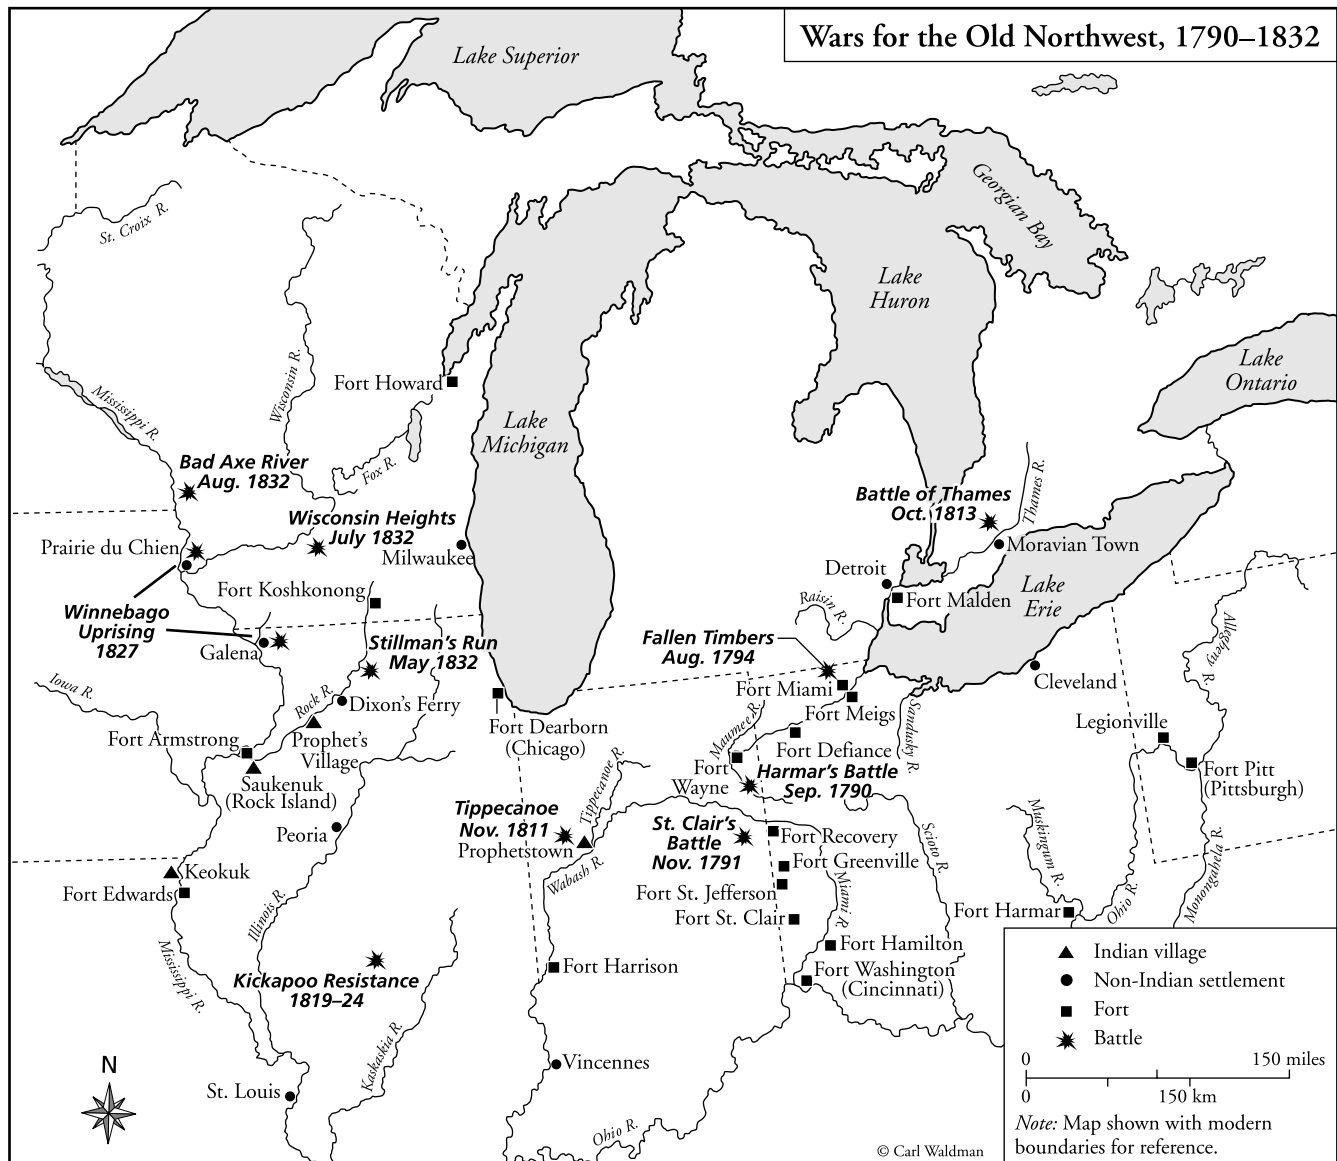 Wars for the Old Northwest, 1790–1832
Lake Superior
Georgian Bay
St. Croix R.
Lake
Huron
Lake
Ontario
Wisconsin R.
Fort Howard
Mississippi R.
Lake
Michigan
Fox R.
Bad Axe River
Aug. 1832
Thames R.
Battle of Thames
Oct. 1813
Wisconsin Heights
July 1832
Prairie du Chien
Milwaukee
Moravian Town
Detroit
Lake
Erie
Fort Koshkonong
Fort Malden
Raisin R.
Winnebago
Uprising
1827
Allegheny R.
Stillman's Run
May 1832
Fallen Timbers
Aug. 1794
Galena
Cleveland
Iowa R.
Fort Miami
Rock R.
Dixon's Ferry
Fort Meigs
Maumee R.
Sandusky R.
Fort Dearborn
(Chicago)
Legionville
Fort Armstrong
Prophet's
Village
Fort Defiance
Tippecanoe R.
Fort
Wayne
Harmar's Battle
Sep. 1790
Fort Pitt
(Pittsburgh)
Saukenuk
(Rock Island)
Tippecanoe
Nov. 1811
Prophetstown
St. Clair's
Battle
Nov. 1791
Muskingum R.
Peoria
Fort Recovery
Scioto R.
Monongahela R.
Fort Greenville
Keokuk
Wabash R.
Fort Edwards
Fort St. Jefferson
Miami R.
Ohio R.
Illinois R.
Fort St. Clair
Fort Harmar
Mississippi R.
Fort Hamilton
Kickapoo Resistance
1819–24
Fort Harrison
Fort Washington
(Cincinnati)
Kaskaskia R.
Vincennes
St. Louis
Ohio R.
N
Indian village
Non-Indian settlement
Fort
Battle
0 150 miles
0 150 km
Note: Map shown with modern
boundaries for reference.
© Carl Waldman